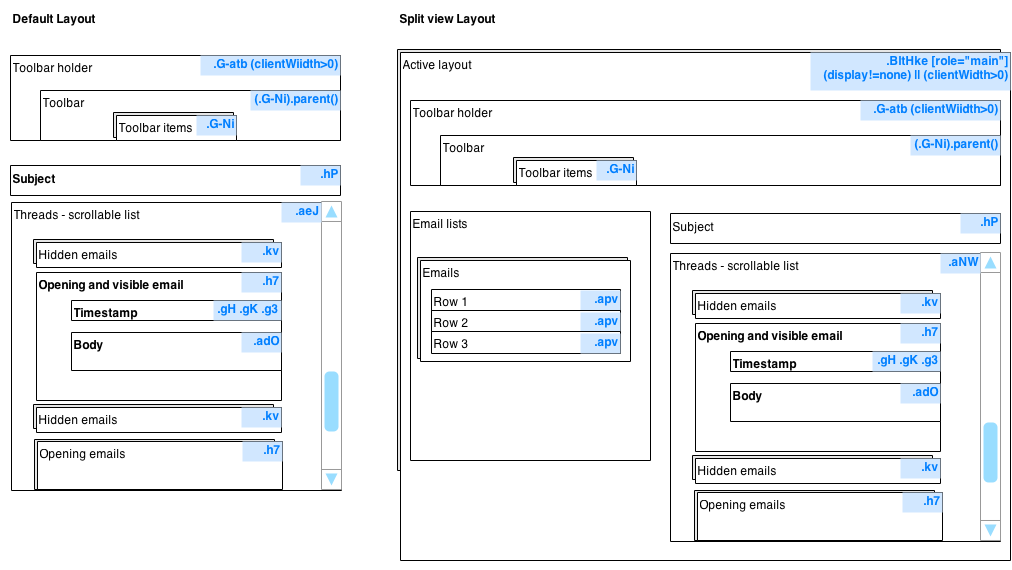 Default Layout
Toolbar holder
.G-atb (clientWiidth>0)
Toolbar
(.G-Ni).parent()
Toolbar items
.G-Ni
Subject
.hP
Threads - scrollable list
.aeJ
Hidden emails
.kv
Opening and visible email
.h7
Timestamp
.gH .gK .g3
Body
.adO
Hidden emails
.kv
Opening emails
.h7
Split view Layout
Active layout
.BltHke [role="main"]
(display!=none) || (clientWidth>0)
Toolbar holder
.G-atb (clientWiidth>0)
Toolbar
(.G-Ni).parent()
Toolbar items
.G-Ni
Email lists
Emails
Row 1
.apv
Row 2
.apv
Row 3
.apv
Subject
.hP
Threads - scrollable list
.aNW
Hidden emails
.kv
Opening and visible email
.h7
Timestamp
.gH .gK .g3
Body
.adO
Hidden emails
.kv
Opening emails
.h7